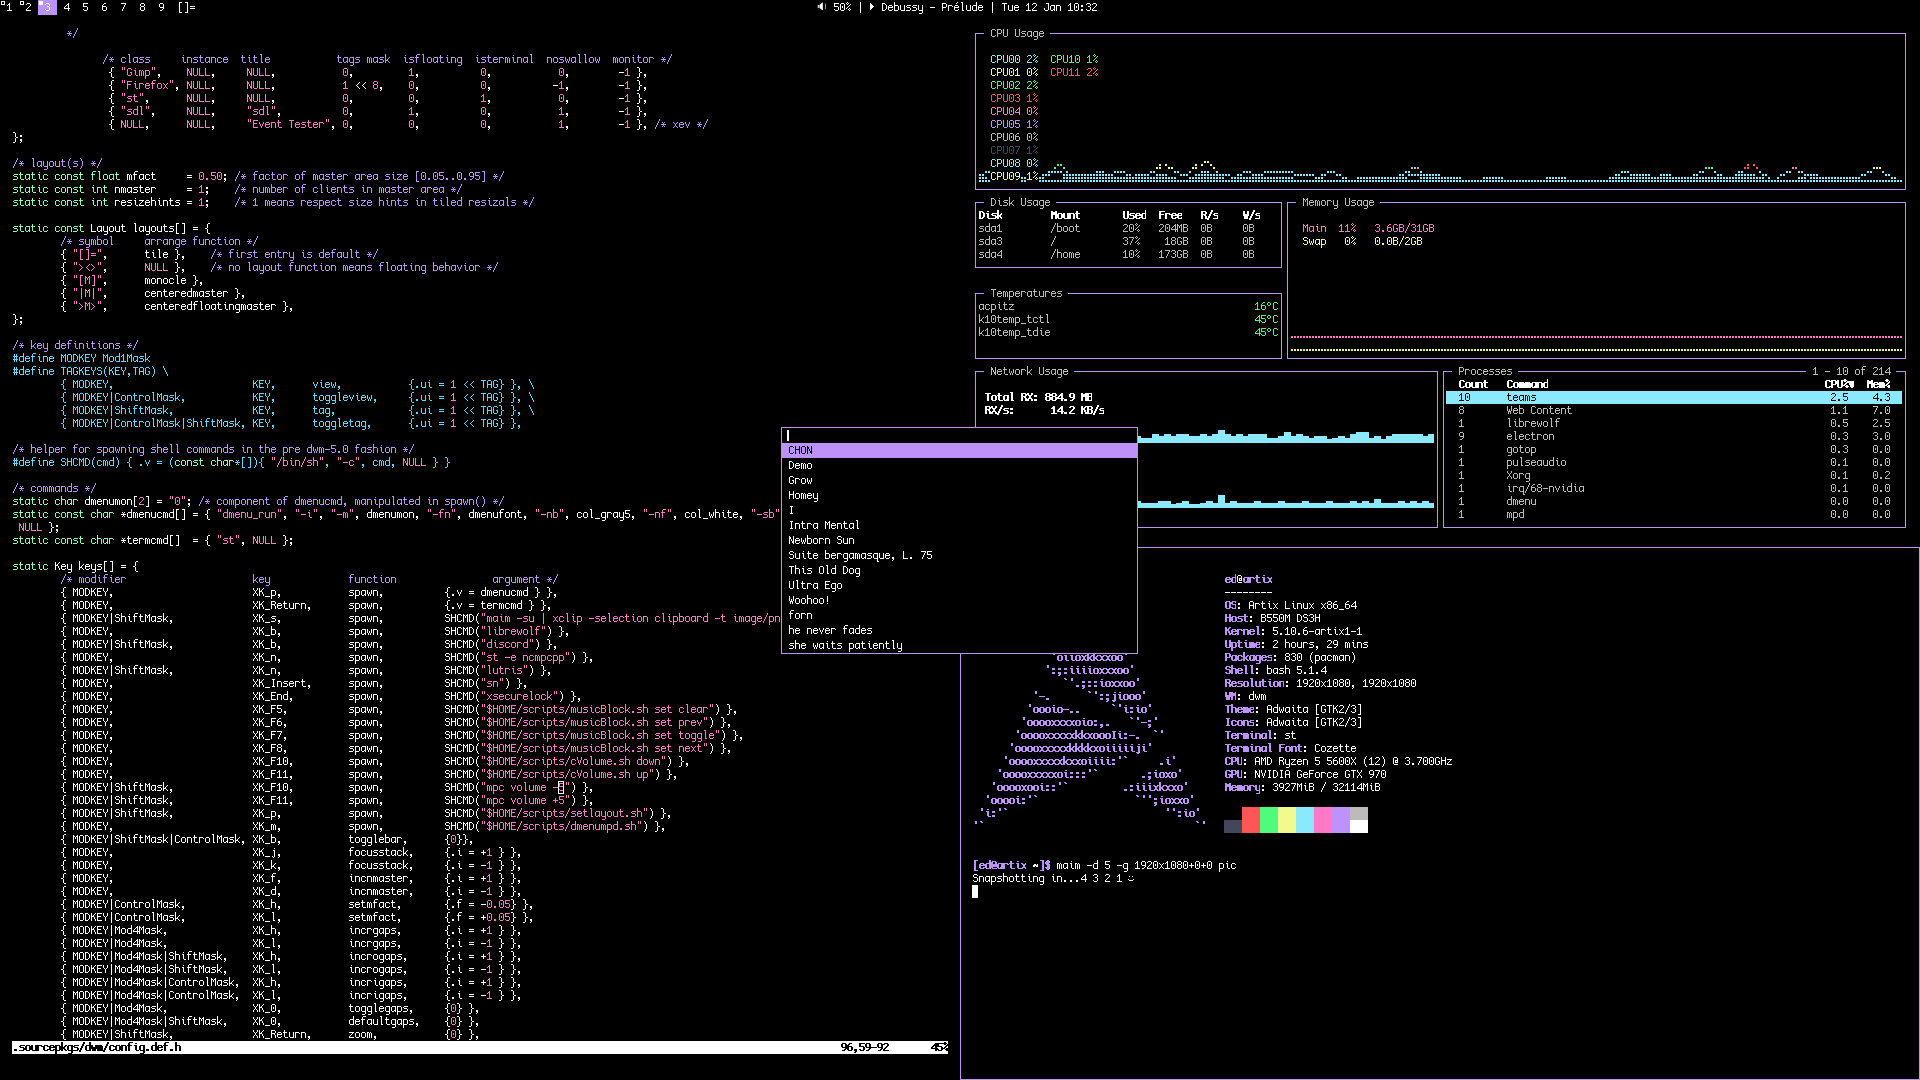 1 2 3 4 5 6 7 8 9 []=
50% | Debussy - Prélude | Tue 12 Jan 10:32
*/
/* class instance title tags mask isfloating isterminal noswallow monitor */
{ "Gimp", NULL, NULL, 0, 1, 0, 0, -1 },
{ "Firefox", NULL, NULL, 1 << 8, 0, 0, -1, -1 },
{ "st", NULL, NULL, 0, 0, 1, 0, -1 },
{ "sdl", NULL, "sdl", 0, 1, 0, 1, -1 },
{ NULL, NULL, "Event Tester", 0, 0, 0, 1, -1 }, /* xev */
};
/* layout(s) */
static const float mfact = 0.50; /* factor of master area size [0.05..0.95] */
static const int nmaster = 1; /* number of clients in master area */
static const int resizehints = 1; /* 1 means respect size hints in tiled resizals */
static const Layout layouts[] = {
/* symbol arrange function */
{ "[]=", tile }, /* first entry is default */
{ "><>", NULL }, /* no layout function means floating behavior */
{ "[M]", monocle },
{ "|M|", centeredmaster },
{ ">M>", centeredfloatingmaster },
};
/* key definitions */
#define MODKEY Mod1Mask
#define TAGKEYS(KEY,TAG) \
{ MODKEY, KEY, view, {.ui = 1 << TAG} }, \
{ MODKEY|ControlMask, KEY, toggleview, {.ui = 1 << TAG} }, \
{ MODKEY|ShiftMask, KEY, tag, {.ui = 1 << TAG} }, \
{ MODKEY|ControlMask|ShiftMask, KEY, toggletag, {.ui = 1 << TAG} },
/* helper for spawning shell commands in the pre dwm-5.0 fashion */
#define SHCMD(cmd) { .v = (const char*[]){ "/bin/sh", "-c", cmd, NULL } }
/* commands */
static char dmenumon[2] = "0"; /* component of dmenucmd, manipulated in spawn() */
static const char *dmenucmd[] = { "dmenu_run", "-i", "-m", dmenumon, "-fn", dmenufont, "-nb", col_gray5, "-nf", col_white, "-sb"
NULL };
static const char *termcmd[] = { "st", NULL };
static Key keys[] = {
/* modifier key function argument */
{ MODKEY, XK_p, spawn, {.v = dmenucmd } },
{ MODKEY, XK_Return, spawn, {.v = termcmd } },
{ MODKEY|ShiftMask, XK_s, spawn, SHCMD("maim -su | xclip -selection clipboard -t image/pn
{ MODKEY, XK_b, spawn, SHCMD("librewolf") },
{ MODKEY|ShiftMask, XK_b, spawn, SHCMD("discord") },
{ MODKEY, XK_n, spawn, SHCMD("st -e ncmpcpp") },
{ MODKEY|ShiftMask, XK_n, spawn, SHCMD("lutris") },
{ MODKEY, XK_Insert, spawn, SHCMD("sn") },
{ MODKEY, XK_End, spawn, SHCMD("xsecurelock") },
{ MODKEY, XK_F5, spawn, SHCMD("$HOME/scripts/musicBlock.sh set clear") },
{ MODKEY, XK_F6, spawn, SHCMD("$HOME/scripts/musicBlock.sh set prev") },
{ MODKEY, XK_F7, spawn, SHCMD("$HOME/scripts/musicBlock.sh set toggle") },
{ MODKEY, XK_F8, spawn, SHCMD("$HOME/scripts/musicBlock.sh set next") },
{ MODKEY, XK_F10, spawn, SHCMD("$HOME/scripts/cVolume.sh down") },
{ MODKEY, XK_F11, spawn, SHCMD("$HOME/scripts/cVolume.sh up") },
{ MODKEY|ShiftMask, XK_F10, spawn, SHCMD("mpc volume -5") },
{ MODKEY|ShiftMask, XK_F11, spawn, SHCMD("mpc volume +5") },
{ MODKEY|ShiftMask, XK_p, spawn, SHCMD("$HOME/scripts/setlayout.sh") },
{ MODKEY, XK_m, spawn, SHCMD("$HOME/scripts/dmenumpd.sh") },
{ MODKEY|ShiftMask|ControlMask, XK_b, togglebar, {0}},
{ MODKEY, XK_j, focusstack, {.i = +1 } },
{ MODKEY, XK_k, focusstack, {.i = -1 } },
{ MODKEY, XK_f, incnmaster, {.i = +1 } },
{ MODKEY, XK_d, incnmaster, {.i = -1 } },
{ MODKEY|ControlMask, XK_h, setmfact, {.f = -0.05} },
{ MODKEY|ControlMask, XK_l, setmfact, {.f = +0.05} },
{ MODKEY|Mod4Mask, XK_h, incrgaps, {.i = +1 } },
{ MODKEY|Mod4Mask, XK_l, incrgaps, {.i = -1 } },
{ MODKEY|Mod4Mask|ShiftMask, XK_h, incrogaps, {.i = +1 } },
{ MODKEY|Mod4Mask|ShiftMask, XK_l, incrogaps, {.i = -1 } },
{ MODKEY|Mod4Mask|ControlMask, XK_h, incrigaps, {.i = +1 } },
{ MODKEY|Mod4Mask|ControlMask, XK_l, incrigaps, {.i = -1 } },
{ MODKEY|Mod4Mask, XK_0, togglegaps, {0} },
{ MODKEY|Mod4Mask|ShiftMask, XK_0, defaultgaps, {0} },
{ MODKEY|ShiftMask, XK_Return, zoom, {0} },
.sourcepkgs/dwm/config.def.h 96,59-92 45%
CPU Usage
CPU00 2% CPU10 1%
CPU01 0% CPU11 2%
CPU02 2%
CPU03 1%
CPU04 0%
CPU05 1%
CPU06 0%
CPU07 1%
CPU08 0%
CPU09 1%
Disk Usage
Disk Mount Used Free R/s W/s
sda1 /boot 20% 204MB 0B 0B
sda3 / 37% 18GB 0B 0B
sda4 /home 10% 173GB 0B 0B
Memory Usage
Main 11% 3.6GB/31GB
Swap 0% 0.0B/2GB
Temperatures
acpitz 16°C
k10temp_tctl 45°C
k10temp_tdie 45°C
Network Usage
Total RX: 884.9 MB
RX/s: 14.2 KB/s
Processes 1 - 10 of 214
Count Command CPU%▼ Mem%
10 teams 2.5 4.3
8 Web Content 1.1 7.0
1 librewolf 0.5 2.5
9 electron 0.3 3.0
1 gotop 0.3 0.0
1 pulseaudio 0.1 0.0
1 Xorg 0.1 0.2
1 irq/68-nvidia 0.1 0.0
1 dmenu 0.0 0.0
1 mpd 0.0 0.0
CHON
Demo
Grow
Homey
I
Intra Mental
Newborn Sun
Suite bergamasque, L. 75
This Old Dog
Ultra Ego
Woohoo!
forn
he never fades
she waits patiently
ed@artix
--------
OS: Artix Linux x86_64
Host: B550M DS3H
Kernel: 5.10.6-artix1-1
Uptime: 2 hours, 29 mins
Packages: 830 (pacman)
Shell: bash 5.1.4
Resolution: 1920x1080, 1920x1080
WM: dwm
Theme: Adwaita [GTK2/3]
Icons: Adwaita [GTK2/3]
Terminal: st
Terminal Font: Cozette
CPU: AMD Ryzen 5 5600X (12) @ 3.700GHz
GPU: NVIDIA GeForce GTX 970
Memory: 3927MiB / 32114MiB
[ed@artix ~]$ maim -d 5 -g 1920x1080+0+0 pic
Snapshotting in...4 3 2 1